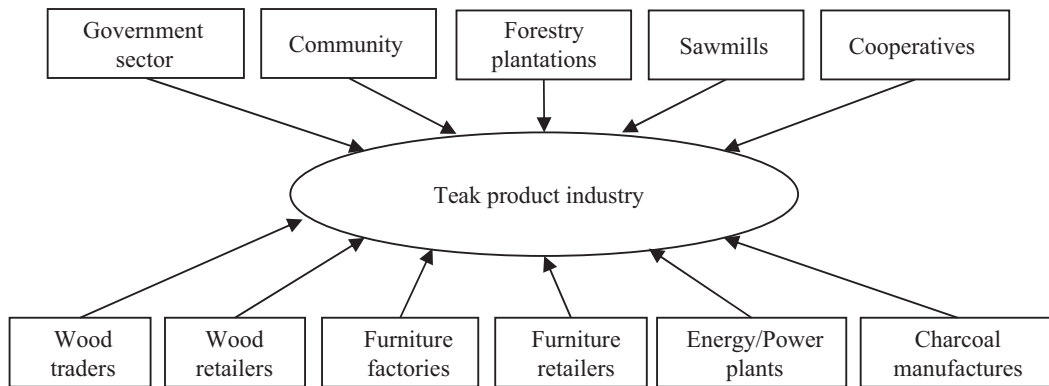 Government
sector
Community
Forestry
plantations
Sawmills
Cooperatives
Teak product industry
Wood
traders
Wood
retailers
Furniture
factories
Furniture
retailers
Energy/Power
plants
Charcoal
manufactures